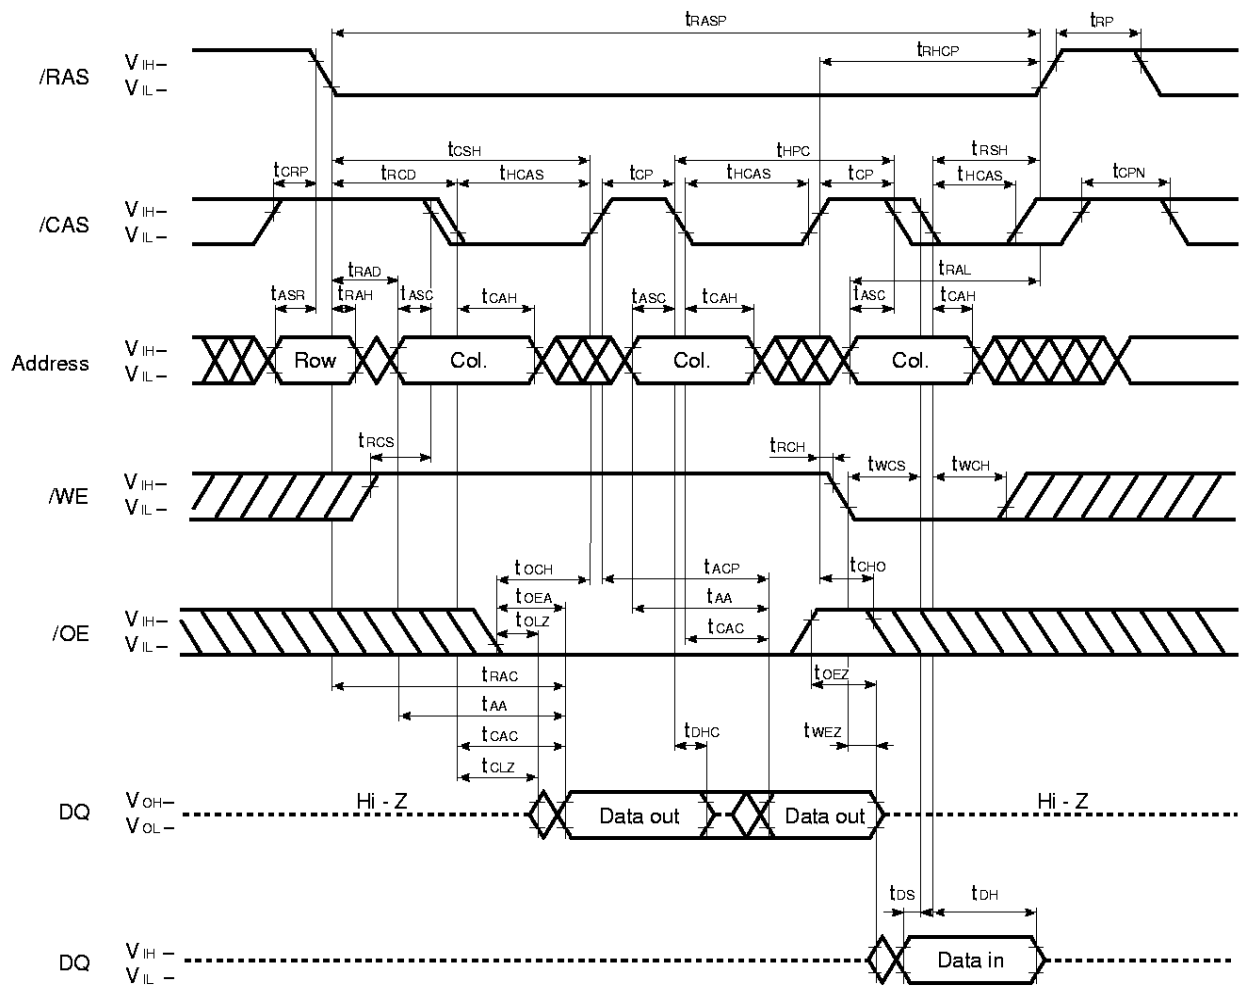 tRASP
tRP
tRHCP
/RAS
VIH–
VIL–
tCSH
tHPC
tRSH
tCRP
tRCD
tHCAS
tCP
tHCAS
tCP
tHCAS
tCPN
/CAS
VIH–
VIL–
tRAD
tRAL
tASR
tRAH
tASC
tCAH
tASC
tCAH
tASC
tCAH
Address
VIH–
VIL–
Row
Col.
Col.
Col.
tRCS
tRCH
tWCS
tWCH
/WE
VIH–
VIL–
tOCH
tACP
tCHO
tOEA
tAA
tOLZ
tCAC
/OE
VIH–
VIL–
tRAC
tOEZ
tAA
tCAC
tDHC
tWEZ
tCLZ
DQ
VOH–
VOL–
Hi - Z
Data out
Data out
Hi - Z
tDS
tDH
DQ
VIH–
VIL–
Data in